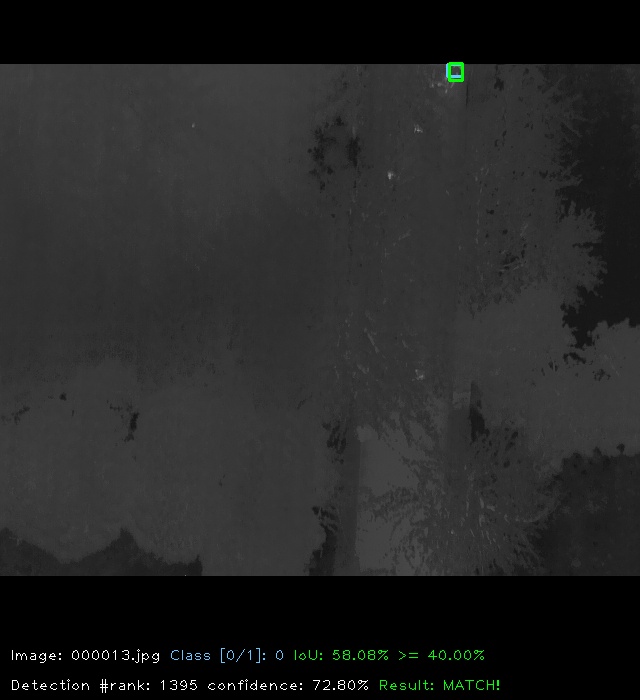 Image: 000013.jpg Class [0/1]: 0 IoU: 58.08% >= 40.00%
Detection #rank: 1395 confidence: 72.80% Result: MATCH!